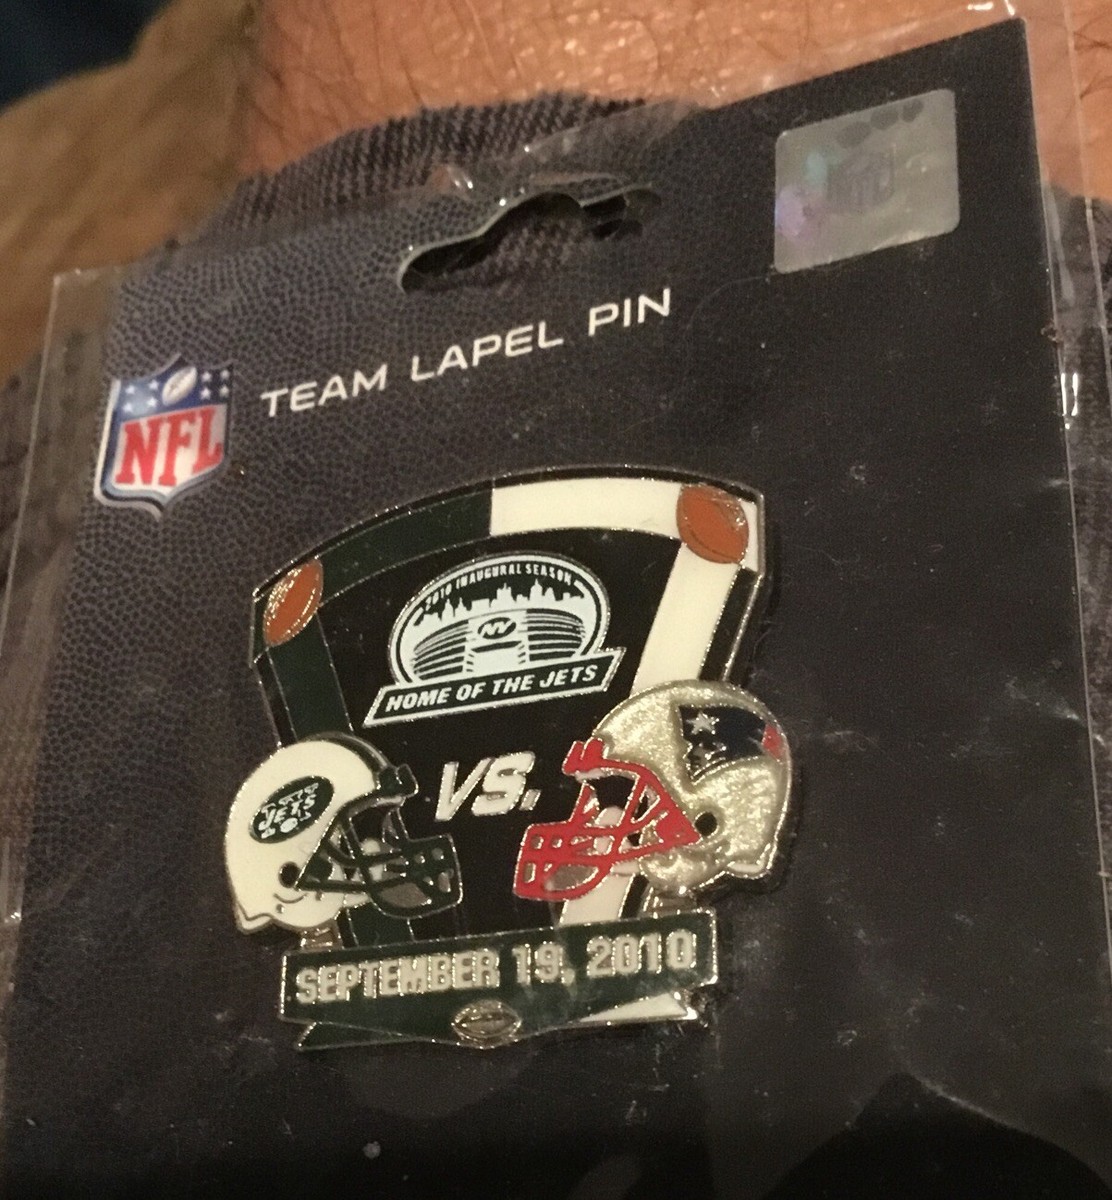 TEAM LAPEL PIN
NFL
2010 INAUGURAL SEASON
NY
HOME OF THE JETS
VS.
JETS
SEPTEMBER 19, 2010